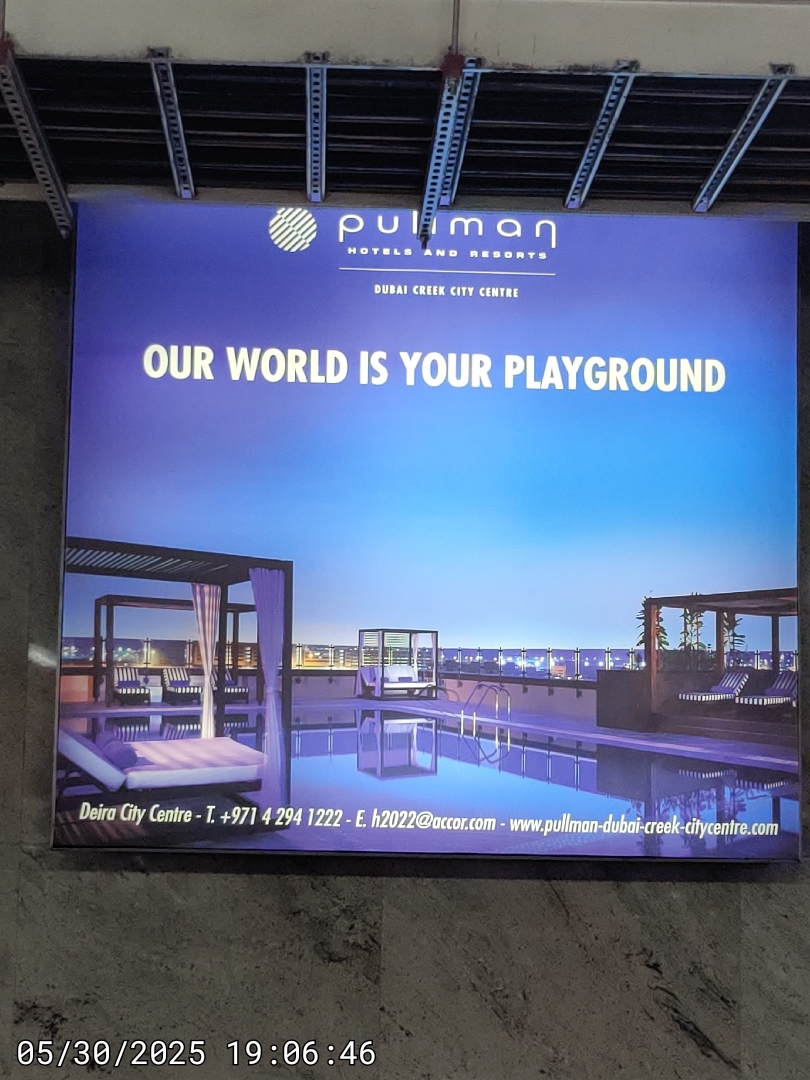 pullman
HOTELS AND RESORTS
DUBAI CREEK CITY CENTRE
OUR WORLD IS YOUR PLAYGROUND
Deira City Centre - T. +971 4 294 1222 - E. h2022@accor.com - www.pullman-dubai-creek-citycentre.com
05/30/2025 19:06:46